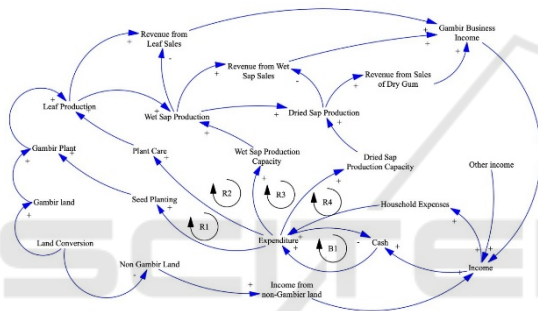 Revenue from
Leaf Sales
Gambir Business
Income
Revenue from Wet
Sap Sales
Revenue from Sales
of Dry Gum
Leaf Production
Wet Sap Production
Dried Sap Production
Gambir Plant
Plant Care
Wet Sap Production
Capacity
Dried Sap
Production Capacity
Other income
Seed Planting
R2
R3
R4
Gambir land
Household Expenses
R1
Land Conversion
Expenditure
B1
Cash
Non Gambir Land
Income
Income from
non-Gambier land